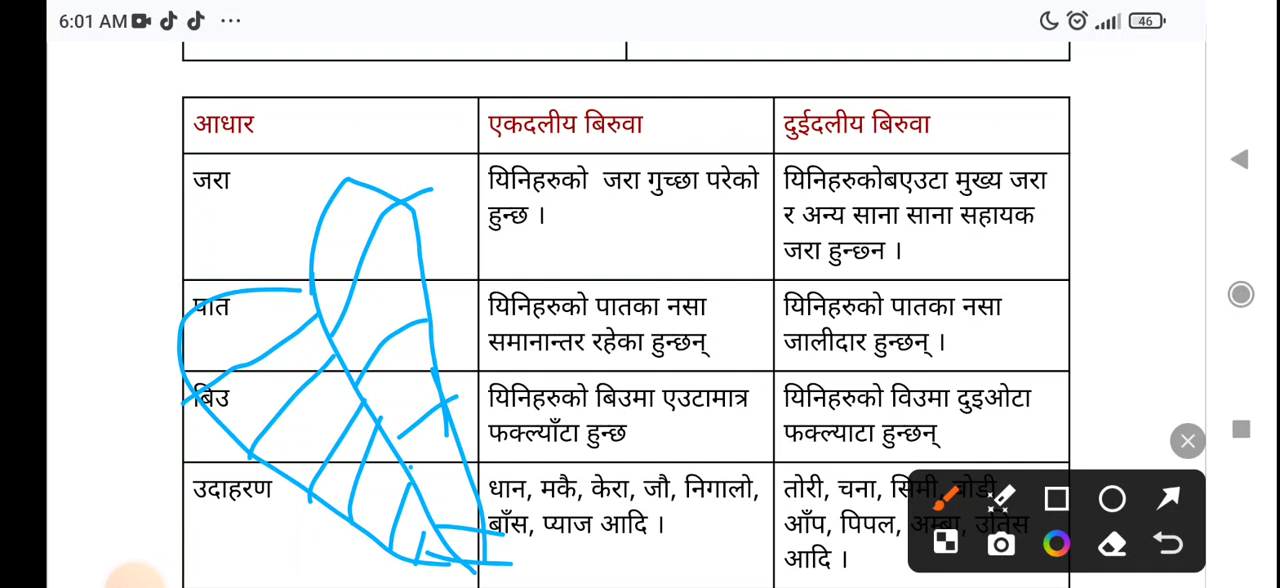 6:01 AM
46
आधार
एकदलीय बिरुवा
दुईदलीय बिरुवा
जरा
यिनिहरुको जरा गुच्छा परेको
हुन्छ ।
यिनिहरुकोबएउटा मुख्य जरा
र अन्य साना साना सहायक
जरा हुन्छ्न ।
पात
यिनिहरुको पातका नसा
समानान्तर रहेका हुन्छन्
यिनिहरुको पातका नसा
जालीदार हुन्छन् ।
बिउ
यिनिहरुको बिउमा एउटामात्र
फक्ल्याँटा हुन्छ
यिनिहरुको विउमा दुइओटा
फक्ल्याटा हुन्छन्
उदाहरण
धान, मकै, केरा, जौ, निगालो,
बाँस, प्याज आदि ।
तोरी, चना, सिमी,
आँप, पिपल,
आदि ।